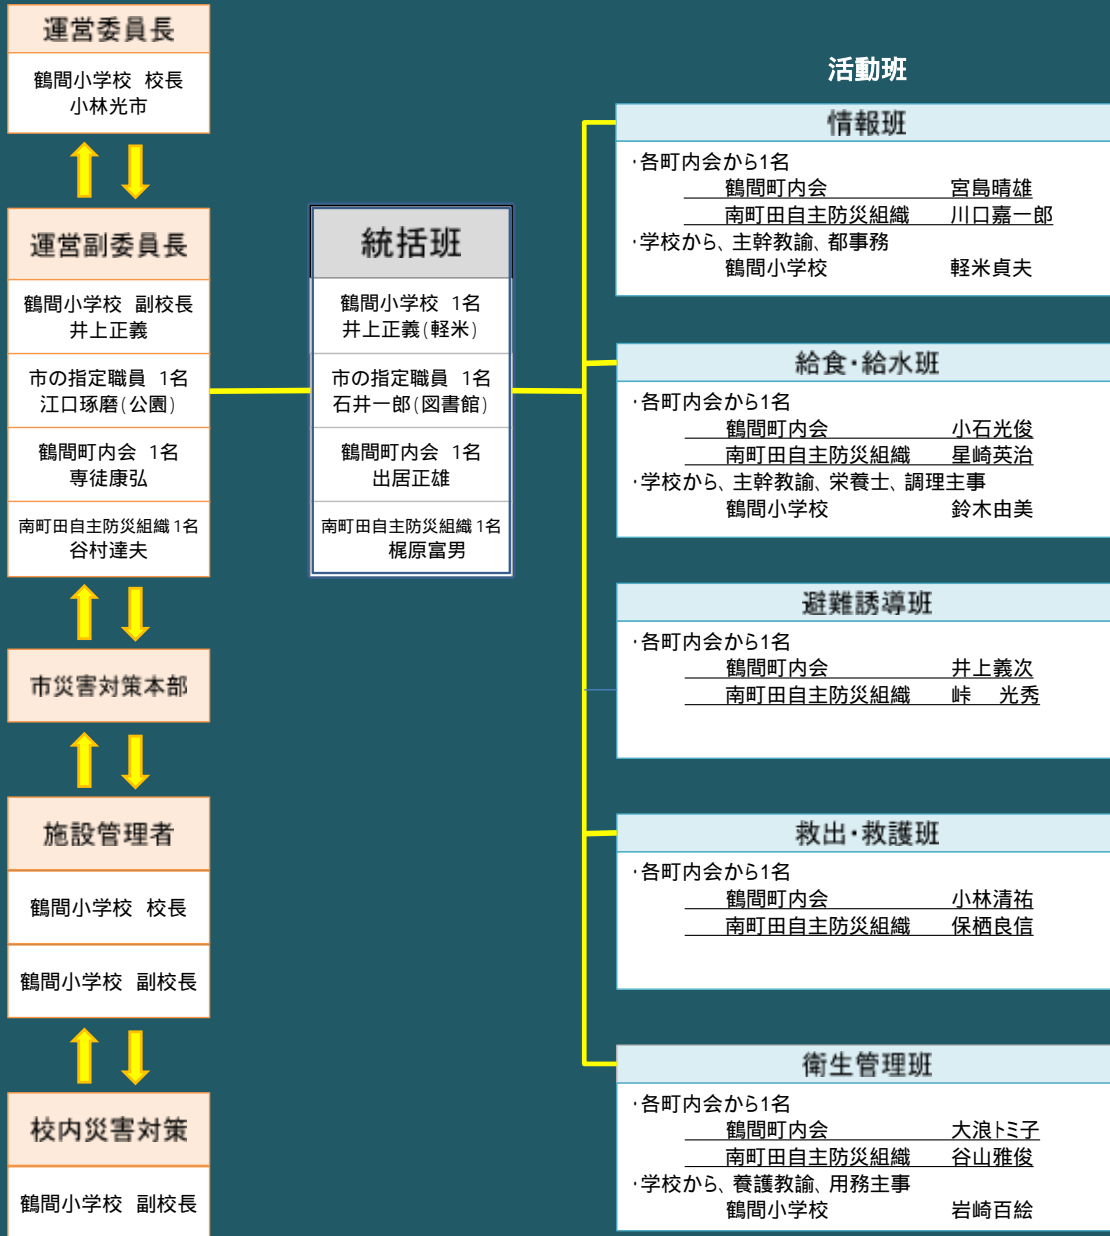 運営委員長
鶴間小学校 校長
小林光市
運営副委員長
鶴間小学校 副校長
井上正義
市の指定職員 1名
江口琢磨(公園)
鶴間町内会 1名
専徒康弘
南町田自主防災組織1名
谷村達夫
市災害対策本部
施設管理者
鶴間小学校 校長
鶴間小学校 副校長
校内災害対策
鶴間小学校 副校長
統括班
鶴間小学校 1名
井上正義(軽米)
市の指定職員 1名
石井一郎(図書館)
鶴間町内会 1名
出居正雄
南町田自主防災組織1名
梶原富男
活動班
情報班
・各町内会から1名
鶴間町内会 宮島晴雄
南町田自主防災組織 川口嘉一郎
・学校から、主幹教諭、都事務
鶴間小学校 軽米貞夫
給食・給水班
・各町内会から1名
鶴間町内会 小石光俊
南町田自主防災組織 星崎英治
・学校から、主幹教諭、栄養士、調理主事
鶴間小学校 鈴木由美
避難誘導班
・各町内会から1名
鶴間町内会 井上義次
南町田自主防災組織 峠 光秀
救出・救護班
・各町内会から1名
鶴間町内会 小林清祐
南町田自主防災組織 保栖良信
衛生管理班
・各町内会から1名
鶴間町内会 大浪トミ子
南町田自主防災組織 谷山雅俊
・学校から、養護教諭、用務主事
鶴間小学校 岩崎百絵